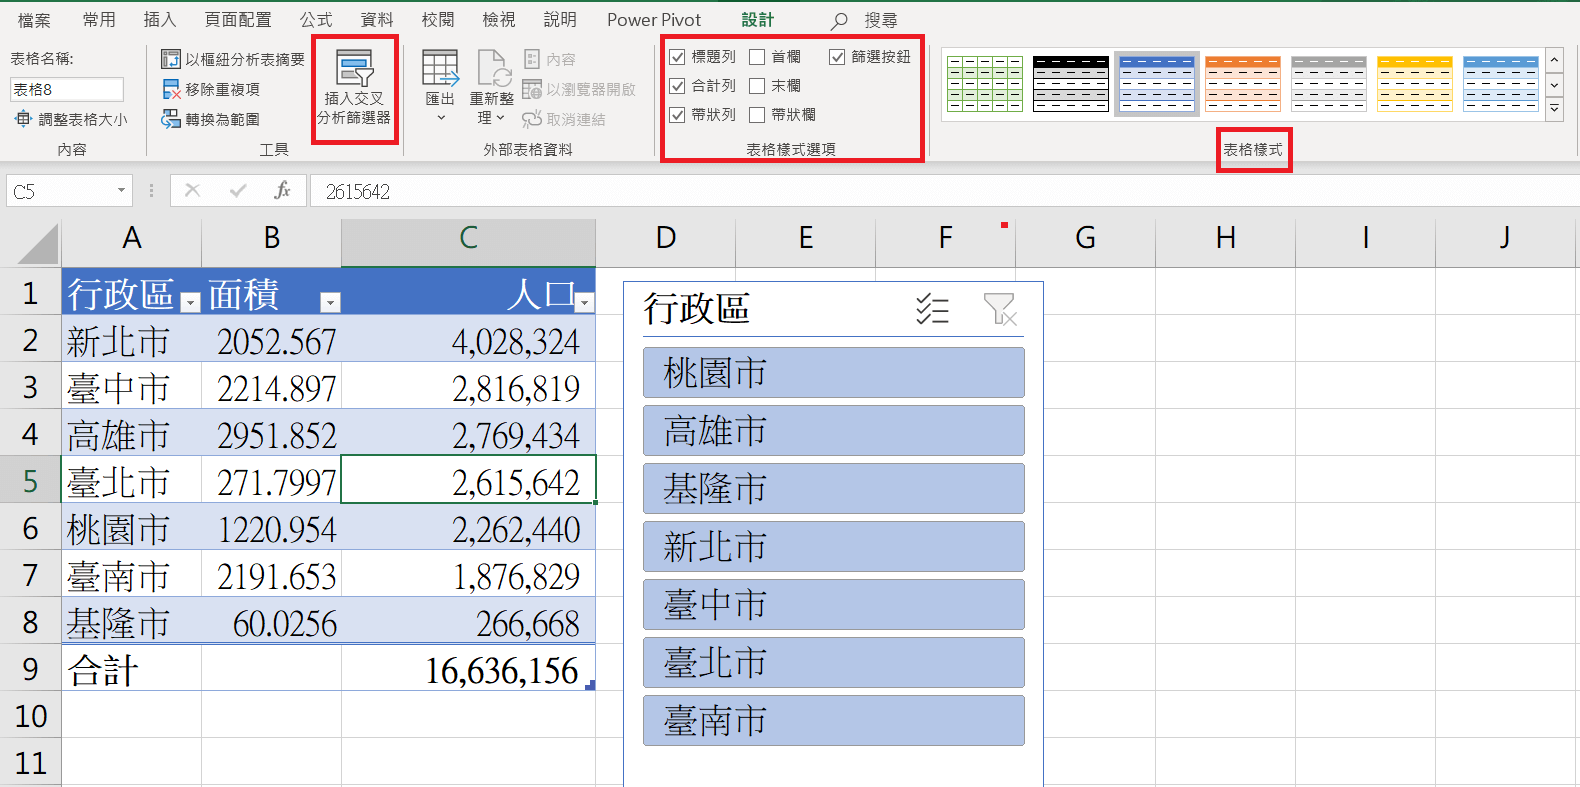 檔案 常用 插入 頁面配置 公式 資料 校閱 檢視 說明 Power Pivot 設計 搜尋
表格名稱:
表格8
調整表格大小
內容
以樞紐分析表摘要
移除重複項
轉換為範圍
插入交叉
分析篩選器
工具
匯出
重新整
理
內容
以瀏覽器開啟
取消連結
外部表格資料
標題列 首欄 篩選按鈕
合計列 末欄
帶狀列 帶狀欄
表格樣式選項
表格樣式
C5 fx 2615642
A B C D E F G H I J
1 行政區 面積 人口
2 新北市 2052.567 4,028,324
3 臺中市 2214.897 2,816,819
4 高雄市 2951.852 2,769,434
5 臺北市 271.7997 2,615,642
6 桃園市 1220.954 2,262,440
7 臺南市 2191.653 1,876,829
8 基隆市 60.0256 266,668
9 合計 16,636,156
10
11
行政區
桃園市
高雄市
基隆市
新北市
臺中市
臺北市
臺南市